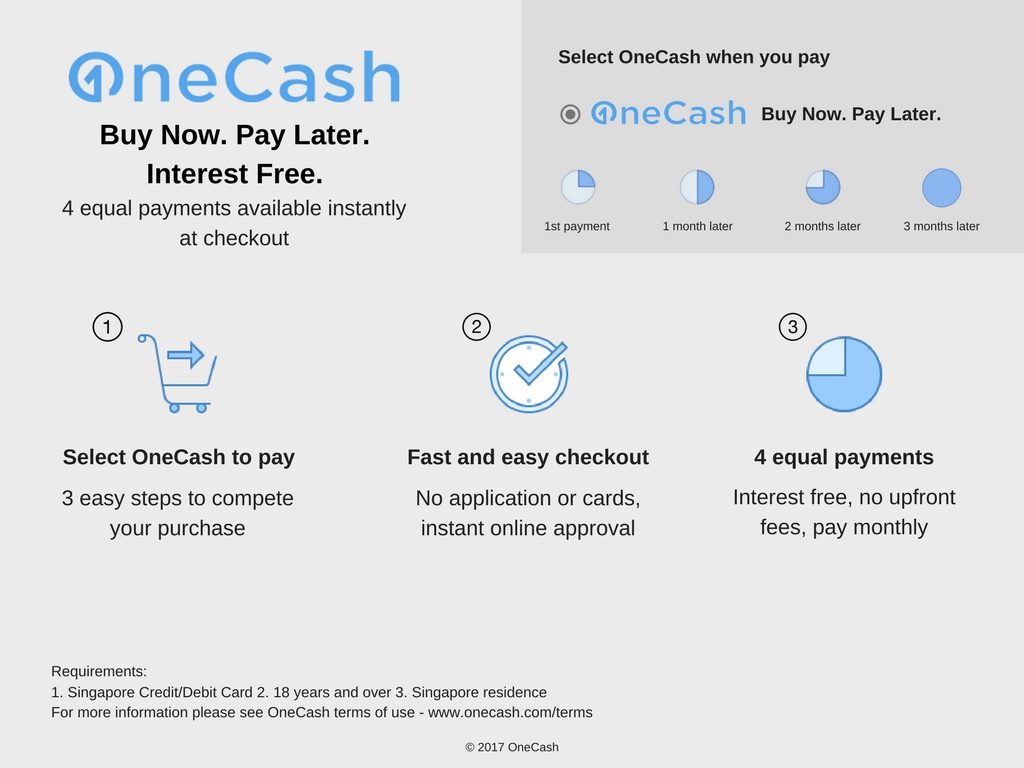 OneCash
Buy Now. Pay Later.
Interest Free.
4 equal payments available instantly
at checkout
Select OneCash when you pay
OneCash Buy Now. Pay Later.
1st payment 1 month later 2 months later 3 months later
1
Select OneCash to pay
3 easy steps to compete
your purchase
2
Fast and easy checkout
No application or cards,
instant online approval
3
4 equal payments
Interest free, no upfront
fees, pay monthly
Requirements:
1. Singapore Credit/Debit Card 2. 18 years and over 3. Singapore residence
For more information please see OneCash terms of use - www.onecash.com/terms
© 2017 OneCash